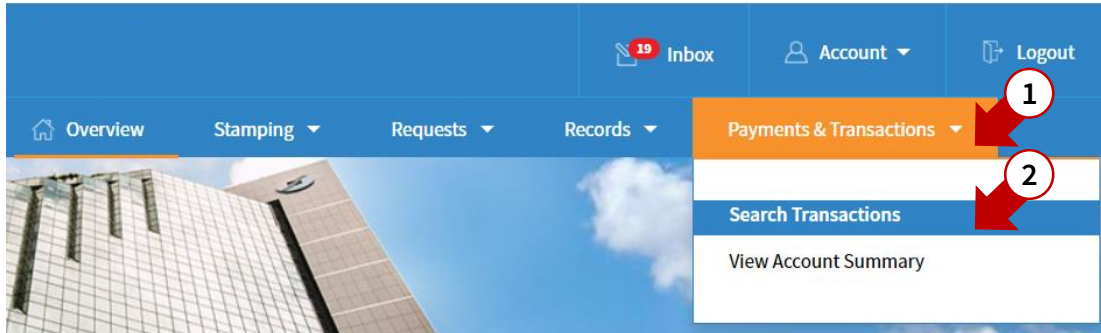 19 Inbox Account Logout
1
Overview Stamping Requests Records Payments & Transactions
2
Search Transactions
View Account Summary